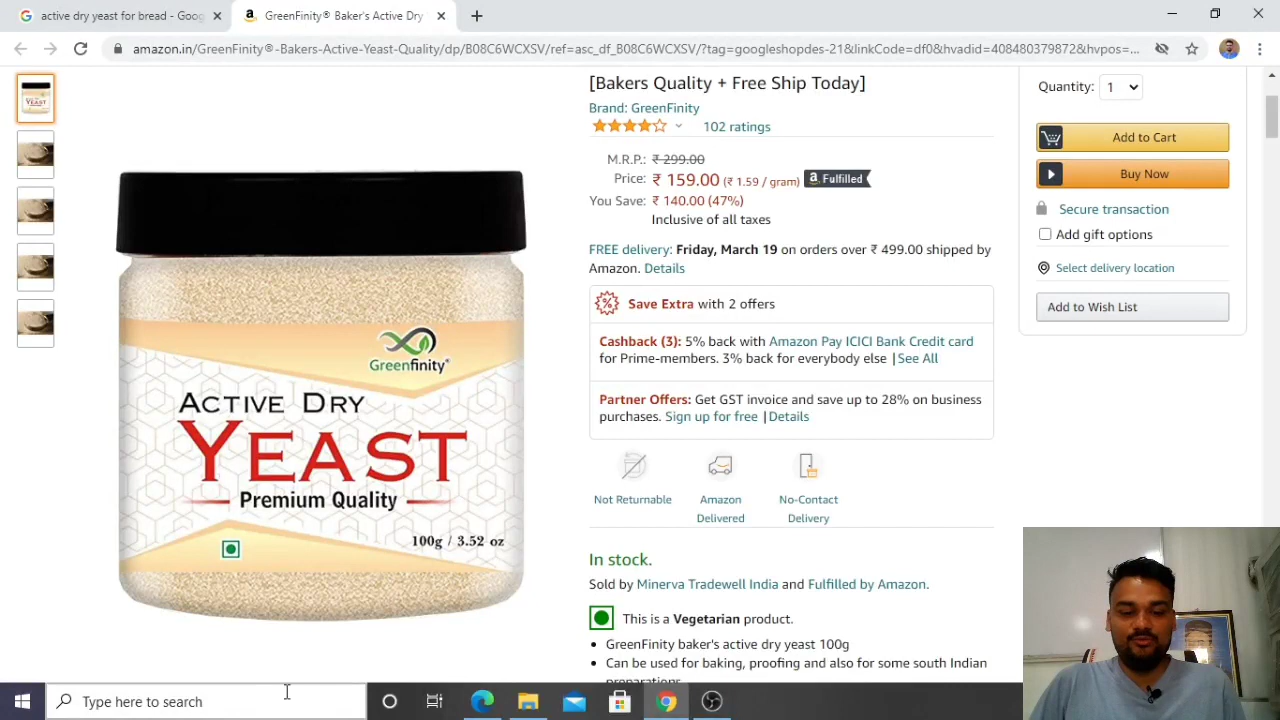 active dry yeast for bread - Goog
GreenFinity® Baker's Active Dry
amazon.in/GreenFinity®-Bakers-Active-Yeast-Quality/dp/B08C6WCXSV/ref=asc_df_B08C6WCXSV/?tag=googleshopdes-21&linkCode=df0&hvadid=408480379872&hvpos=...
[Bakers Quality + Free Ship Today]
Brand: GreenFinity
102 ratings
M.R.P.: ₹ 299.00
Price: ₹ 159.00 (₹ 1.59 / gram) a Fulfilled
You Save: ₹ 140.00 (47%)
Inclusive of all taxes
FREE delivery: Friday, March 19 on orders over ₹ 499.00 shipped by
Amazon. Details
Save Extra with 2 offers
Cashback (3): 5% back with Amazon Pay ICICI Bank Credit card
for Prime-members. 3% back for everybody else | See All
Partner Offers: Get GST invoice and save up to 28% on business
purchases. Sign up for free | Details
Not Returnable
Amazon
Delivered
No-Contact
Delivery
In stock.
Sold by Minerva Tradewell India and Fulfilled by Amazon.
This is a Vegetarian product.
• GreenFinity baker's active dry yeast 100g
• Can be used for baking, proofing and also for some south Indian
preparations.
Quantity: 1
Add to Cart
Buy Now
Secure transaction
Add gift options
Select delivery location
Add to Wish List
Greenfinity®
ACTIVE DRY
YEAST
Premium Quality
100g / 3.52 oz
Type here to search